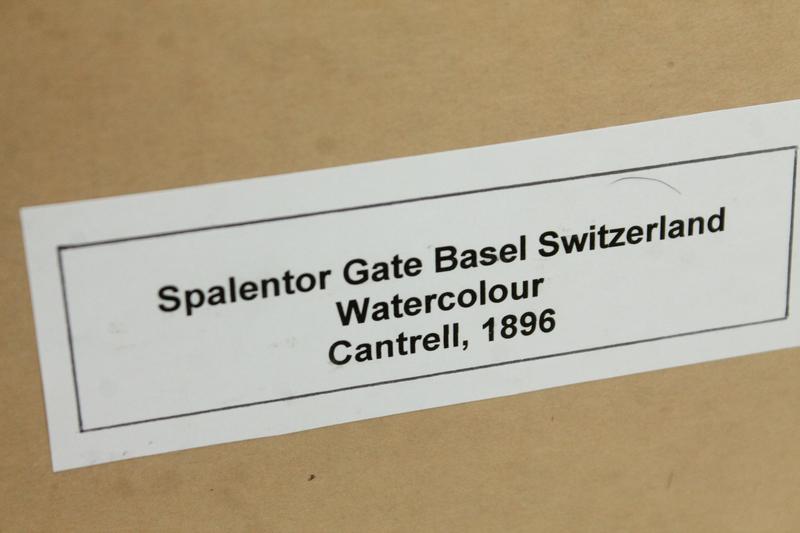 Spalentor Gate Basel Switzerland
Watercolour
Cantrell, 1896